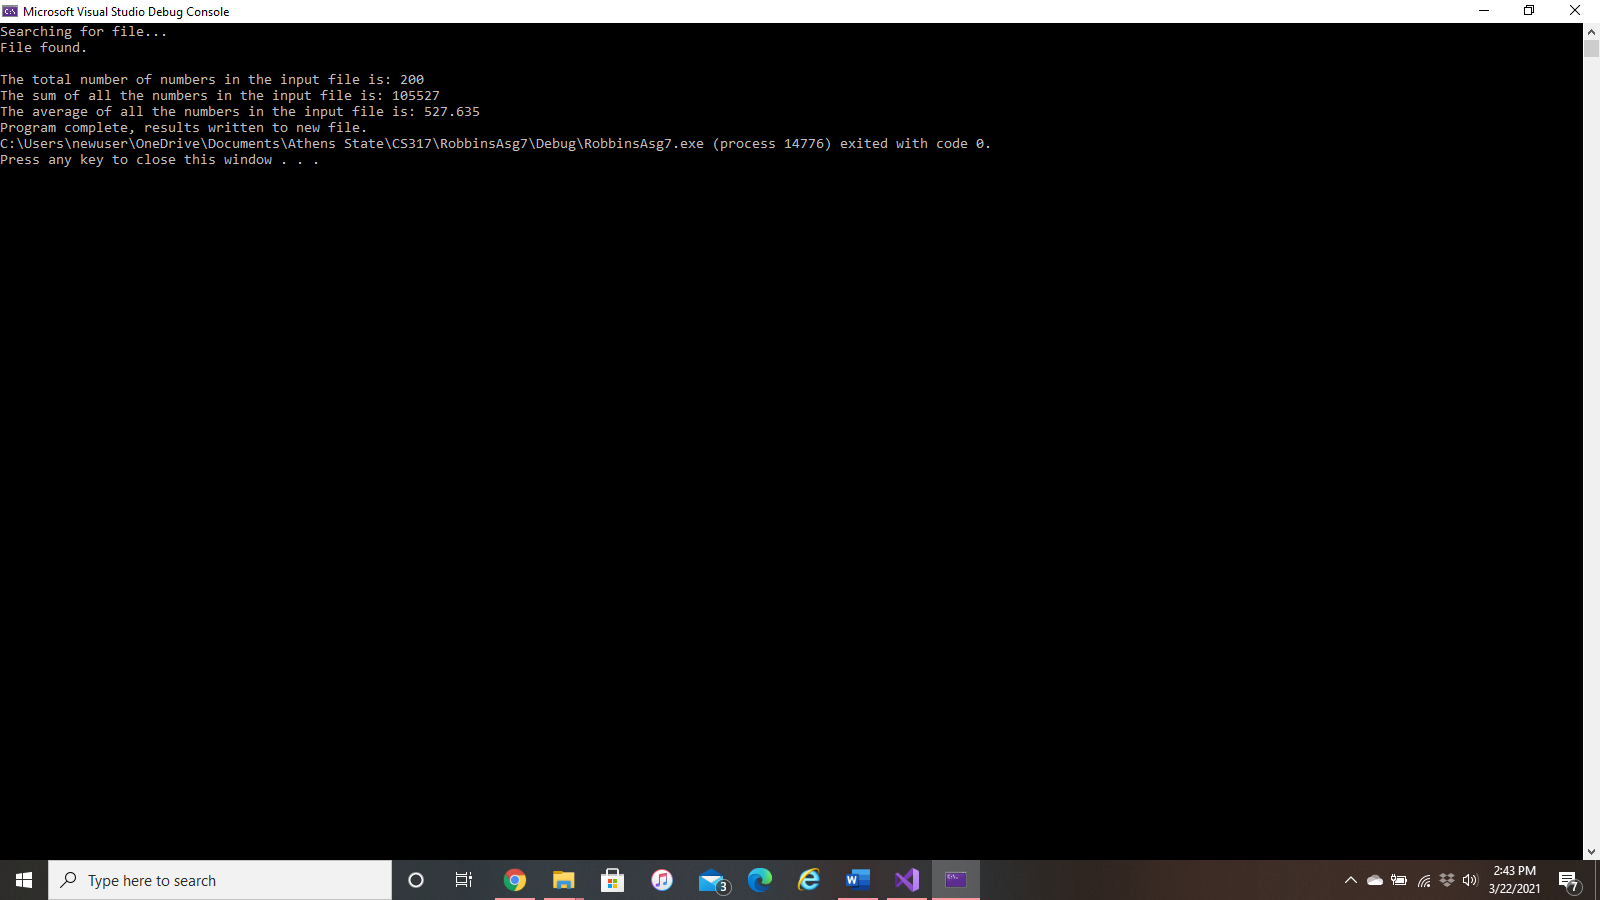 Microsoft Visual Studio Debug Console
Searching for file...
File found.
The total number of numbers in the input file is: 200
The sum of all the numbers in the input file is: 105527
The average of all the numbers in the input file is: 527.635
Program complete, results written to new file.
C:\Users\newuser\OneDrive\Documents\Athens State\CS317\RobbinsAsg7\Debug\RobbinsAsg7.exe (process 14776) exited with code 0.
Press any key to close this window . . .
Type here to search
3
W
2:43 PM
3/22/2021
7